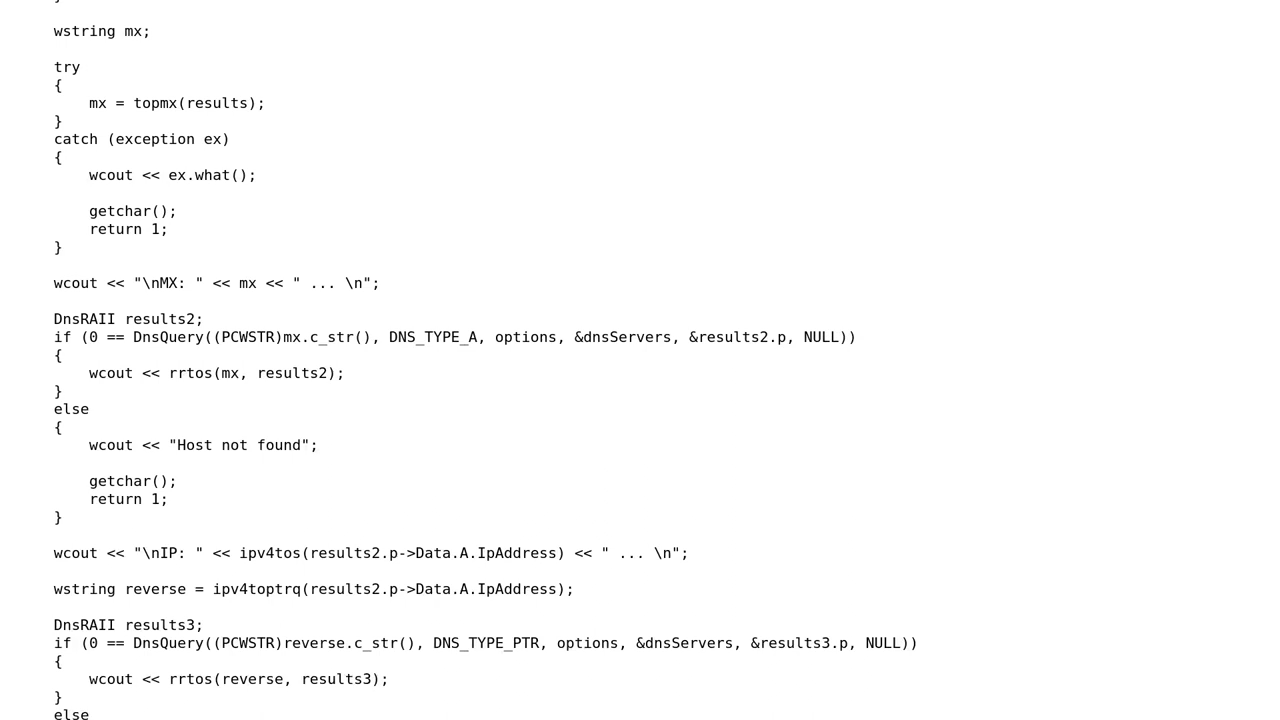 }
wstring mx;
try
{
    mx = topmx(results);
}
catch (exception ex)
{
    wcout << ex.what();
    getchar();
    return 1;
}
wcout << "\nMX: " << mx << " ... \n";
DnsRAII results2;
if (0 == DnsQuery((PCWSTR)mx.c_str(), DNS_TYPE_A, options, &dnsServers, &results2.p, NULL))
{
    wcout << rrtos(mx, results2);
}
else
{
    wcout << "Host not found";
    getchar();
    return 1;
}
wcout << "\nIP: " << ipv4tos(results2.p->Data.A.IpAddress) << " ... \n";
wstring reverse = ipv4toptrq(results2.p->Data.A.IpAddress);
DnsRAII results3;
if (0 == DnsQuery((PCWSTR)reverse.c_str(), DNS_TYPE_PTR, options, &dnsServers, &results3.p, NULL))
{
    wcout << rrtos(reverse, results3);
}
else